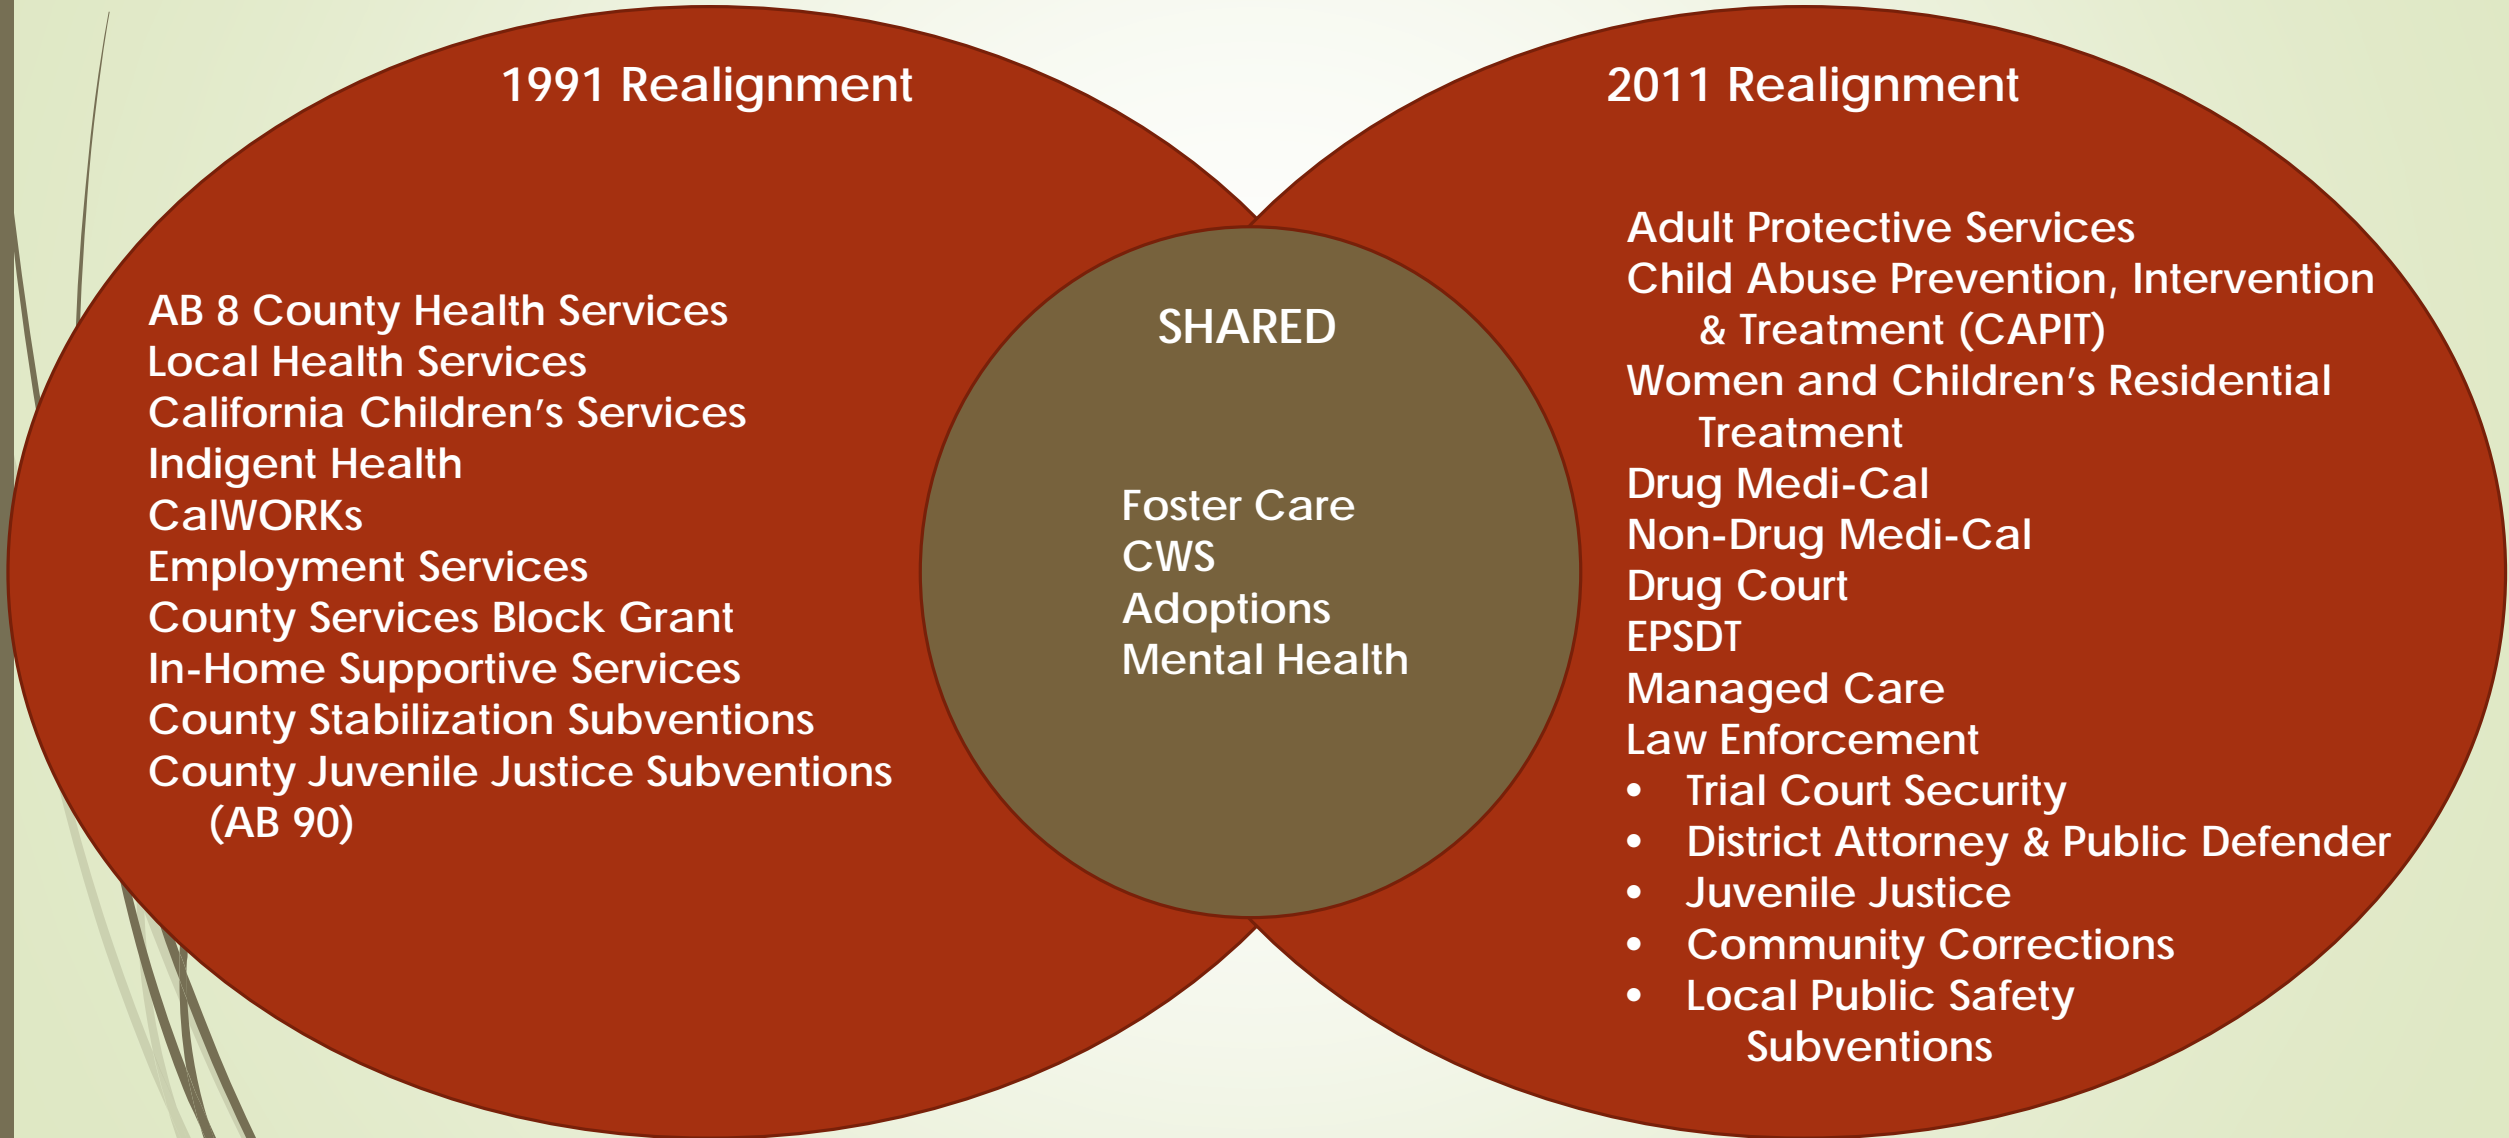 1991 Realignment
AB 8 County Health Services
Local Health Services
California Children’s Services
Indigent Health
CalWORKs
Employment Services
County Services Block Grant
In-Home Supportive Services
County Stabilization Subventions
County Juvenile Justice Subventions
(AB 90)
SHARED
Foster Care
CWS
Adoptions
Mental Health
2011 Realignment
Adult Protective Services
Child Abuse Prevention, Intervention
& Treatment (CAPIT)
Women and Children’s Residential
Treatment
Drug Medi-Cal
Non-Drug Medi-Cal
Drug Court
EPSDT
Managed Care
Law Enforcement
• Trial Court Security
• District Attorney & Public Defender
• Juvenile Justice
• Community Corrections
• Local Public Safety
Subventions